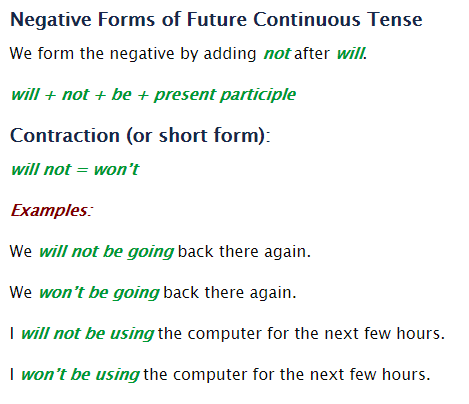 Negative Forms of Future Continuous Tense
We form the negative by adding not after will.
will + not + be + present participle
Contraction (or short form):
will not = won’t
Examples:
We will not be going back there again.
We won’t be going back there again.
I will not be using the computer for the next few hours.
I won’t be using the computer for the next few hours.